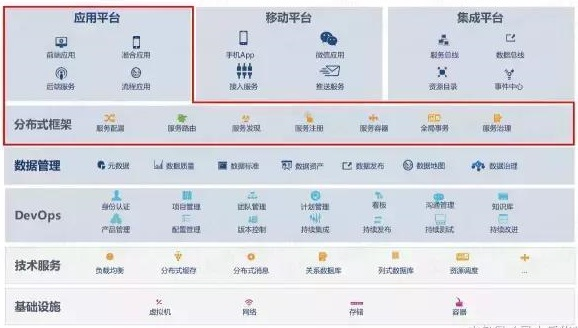 应用平台 移动平台 集成平台
前端应用 混合应用 手机App 微信应用 服务总线 数据总线
后端服务 流程应用 接入服务 推送服务 资源目录 事件中心
分布式框架 服务配置 服务路由 服务发现 服务注册 服务容器 全局事务 服务治理
数据管理 元数据 数据质量 数据标准 数据资产 数据发布 数据地图 数据治理
身份认证 项目管理 团队管理 计划管理 看板 沟通管理 知识库
DevOps
产品管理 配置管理 版本控制 持续集成 持续发布 持续测试 持续改进
技术服务 负载均衡 分布式缓存 分布式消息 关系数据库 列式数据库 资源调度 ...
基础设施 虚拟机 网络 存储 容器